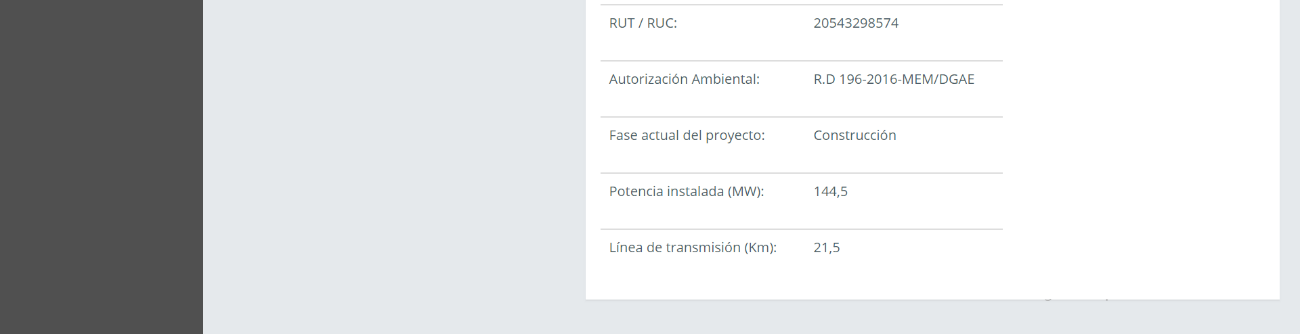 RUT / RUC: 20543298574
Autorización Ambiental: R.D 196-2016-MEM/DGAE
Fase actual del proyecto: Construcción
Potencia instalada (MW): 144,5
Línea de transmisión (Km): 21,5